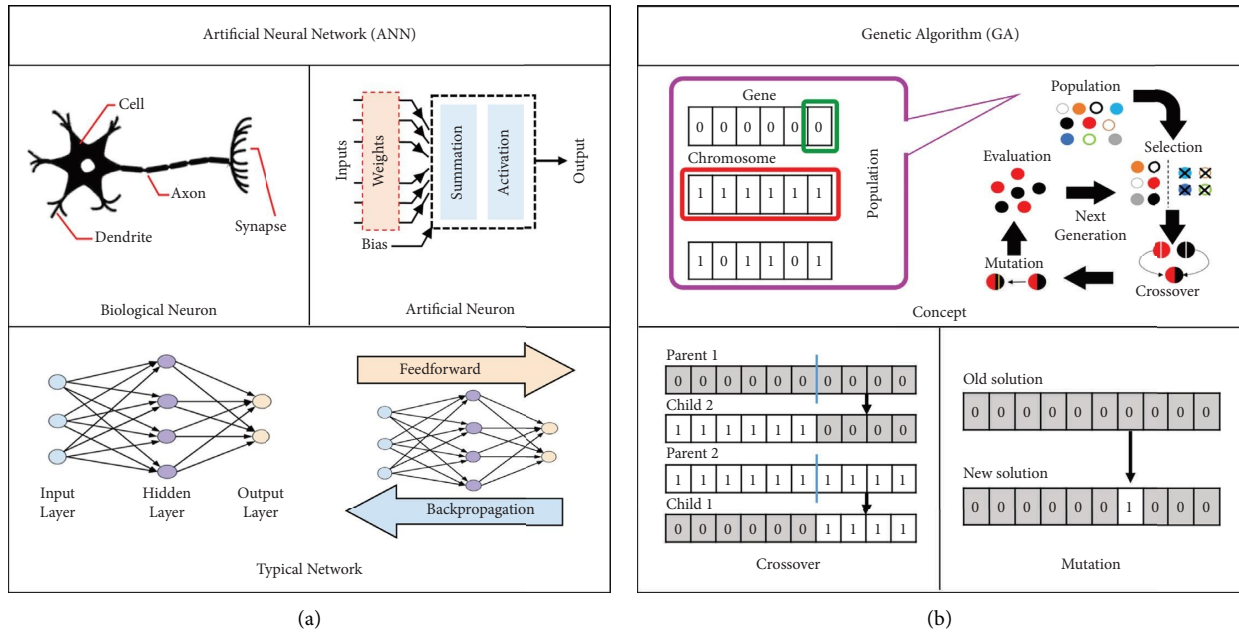 Artificial Neural Network (ANN)
Cell
Axon
Dendrite
Synapse
Biological Neuron
Inputs
Weights
Summation
Activation
Output
Bias
Artificial Neuron
Input
Layer
Hidden
Layer
Output
Layer
Feedforward
Backpropagation
Typical Network
(a)
Genetic Algorithm (GA)
Gene
0 0 0 0 0 0
Chromosome
1 1 1 1 1 1
1 0 1 1 0 1
Population
Population
Selection
Evaluation
Next
Generation
Mutation
Crossover
Concept
Parent 1
0 0 0 0 0 0 0 0 0 0
Child 2
1 1 1 1 1 1 0 0 0 0
Parent 2
1 1 1 1 1 1 1 1 1 1
Child 1
0 0 0 0 0 0 1 1 1 1
Crossover
Old solution
0 0 0 0 0 0 0 0 0 0
New solution
0 0 0 0 0 0 1 0 0 0
Mutation
(b)